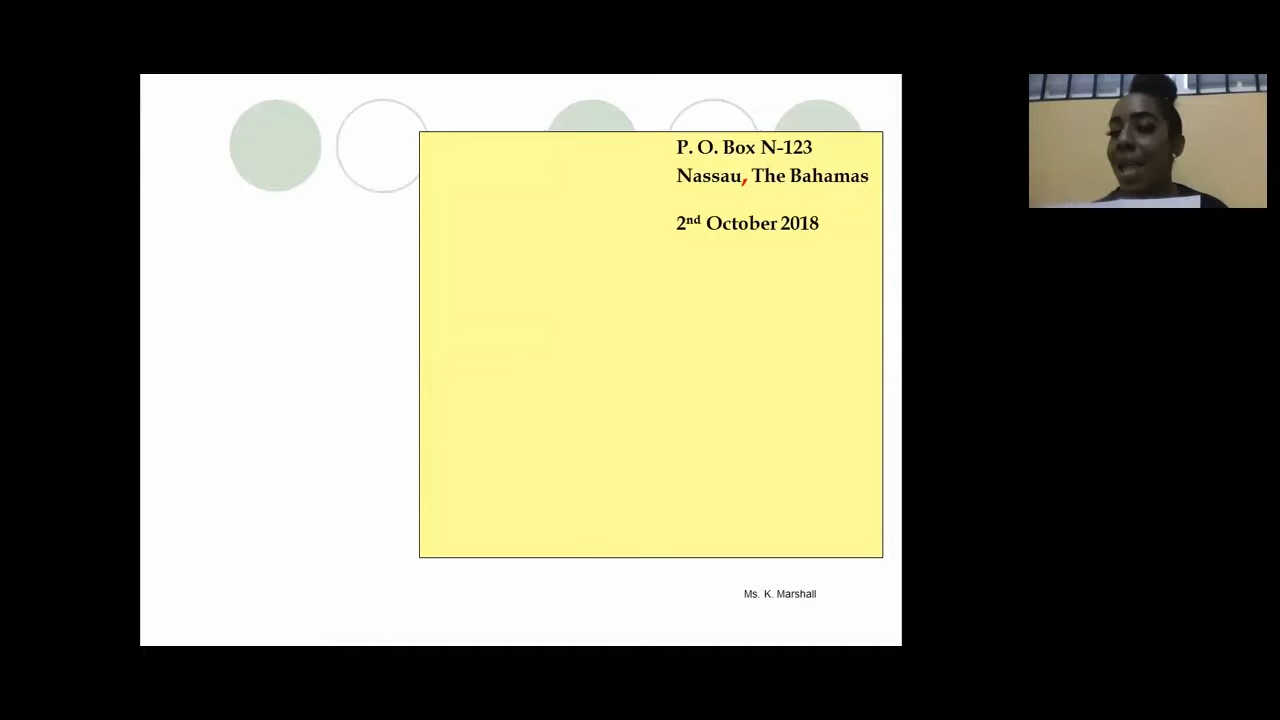 P. O. Box N-123
Nassau, The Bahamas
2nd October 2018
Ms. K. Marshall